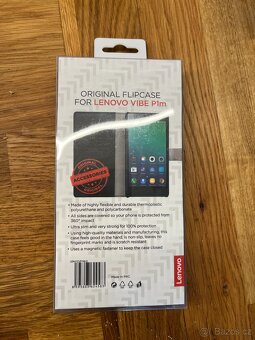 ORIGINAL FLIPCASE
FOR LENOVO VIBE P1m
ORIGINAL
ACCESSORIES
• Made of highly flexible and durable thermoplastic
polyurethane and polycarbonate
• All sides are covered so your phone is protected from
360° impact
• Ultra slim and very strong for 100% protection
• Using high-quality materials and manufacturing, this
case feels good in the hand, is non slip, leaves no
fingerprint marks and is scratch resistant
• Uses a magnetic fastener to keep the case closed
Made in PRC
Lenovo
Bazos.cz